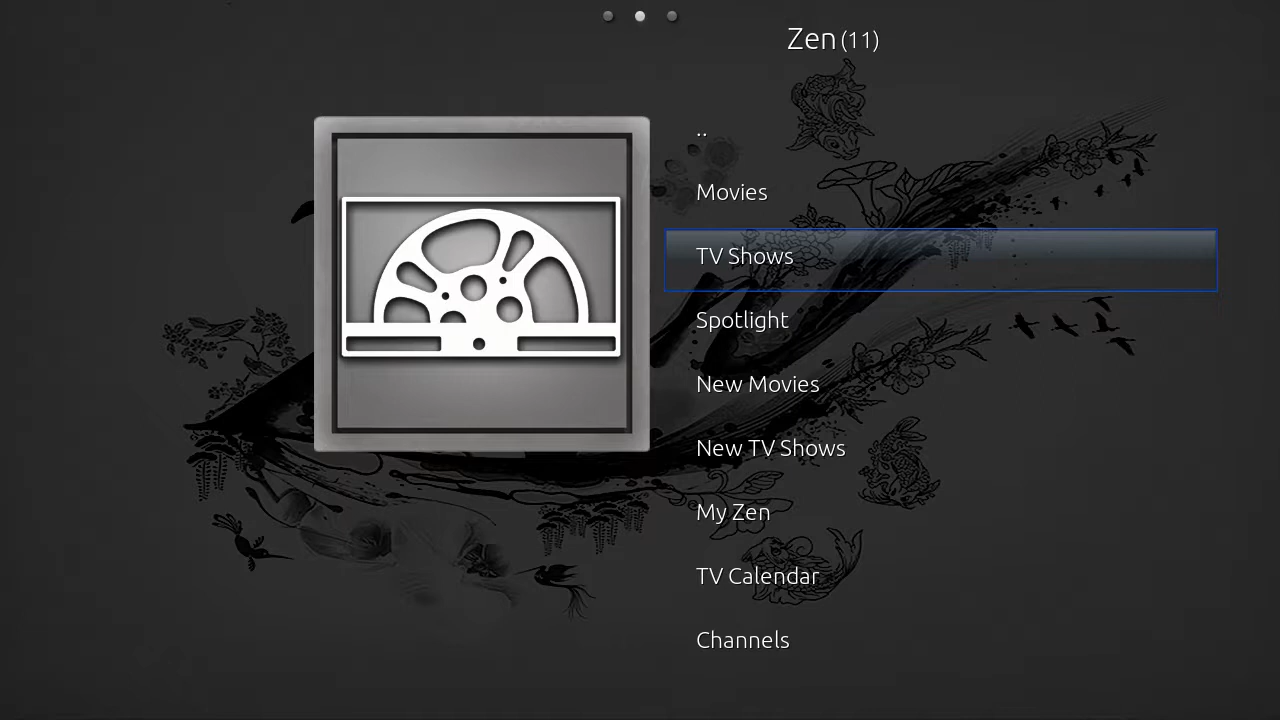 Zen (11)
..
Movies
TV Shows
Spotlight
New Movies
New TV Shows
My Zen
TV Calendar
Channels